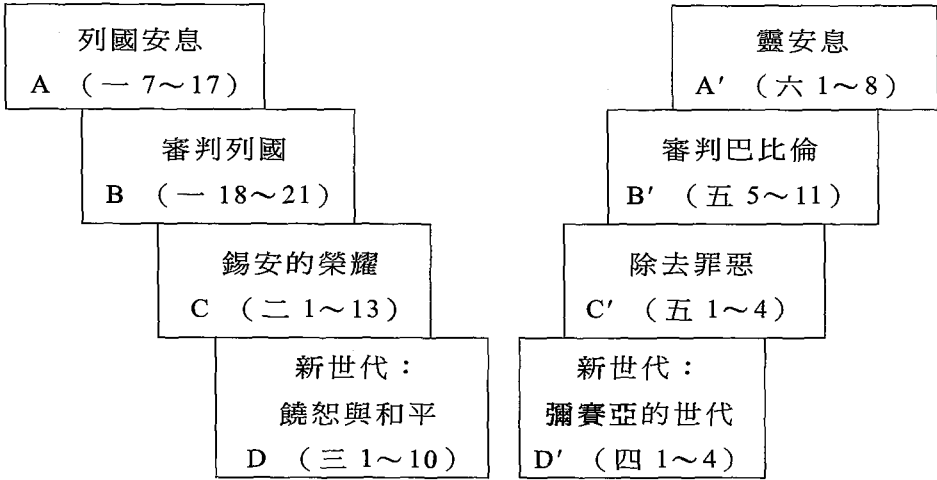 列國安息
A (一 7～17)
靈安息
A′ (六 1～8)
審判列國
B (一 18～21)
審判巴比倫
B′ (五 5～11)
錫安的榮耀
C (二 1～13)
除去罪惡
C′ (五 1～4)
新世代：
饒恕與和平
D (三 1～10)
新世代：
彌賽亞的世代
D′ (四 1～4)